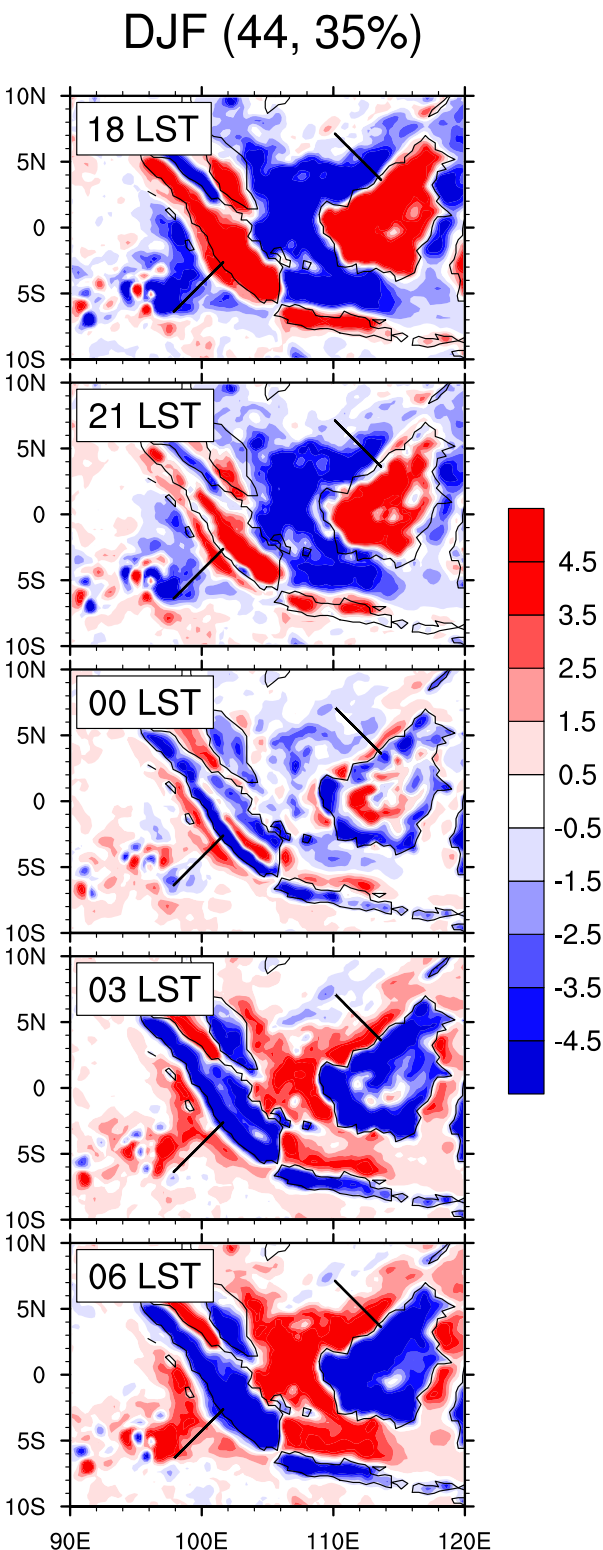 DJF (44, 35%)
10N
18 LST
5N
0
5S
10S
10N
21 LST
5N
0
5S
10S
10N
00 LST
5N
0
5S
10S
10N
03 LST
5N
0
5S
10S
10N
06 LST
5N
0
5S
10S
90E 100E 110E 120E
4.5
3.5
2.5
1.5
0.5
-0.5
-1.5
-2.5
-3.5
-4.5